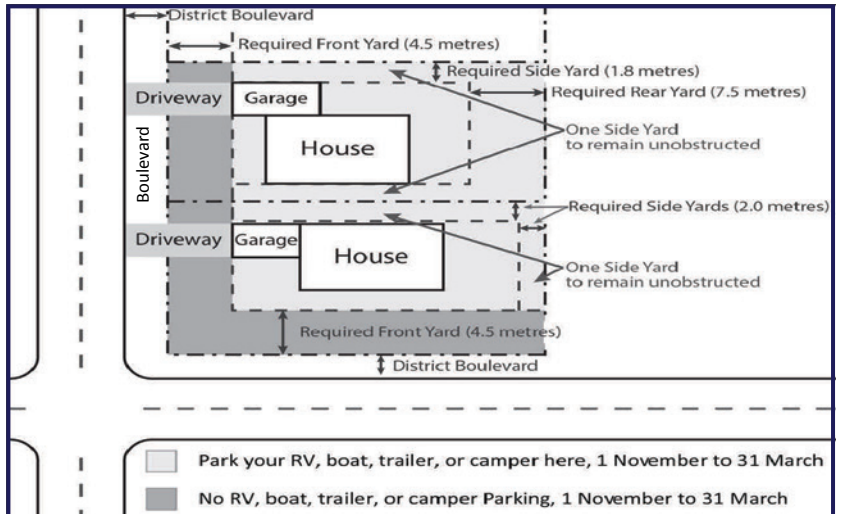 District Boulevard
Required Front Yard (4.5 metres)
Required Side Yard (1.8 metres)
Required Rear Yard (7.5 metres)
Driveway
Garage
One Side Yard
to remain unobstructed
House
Boulevard
Required Side Yards (2.0 metres)
Driveway
Garage
House
One Side Yard
to remain unobstructed
Required Front Yard (4.5 metres)
District Boulevard
Park your RV, boat, trailer, or camper here, 1 November to 31 March
No RV, boat, trailer, or camper Parking, 1 November to 31 March